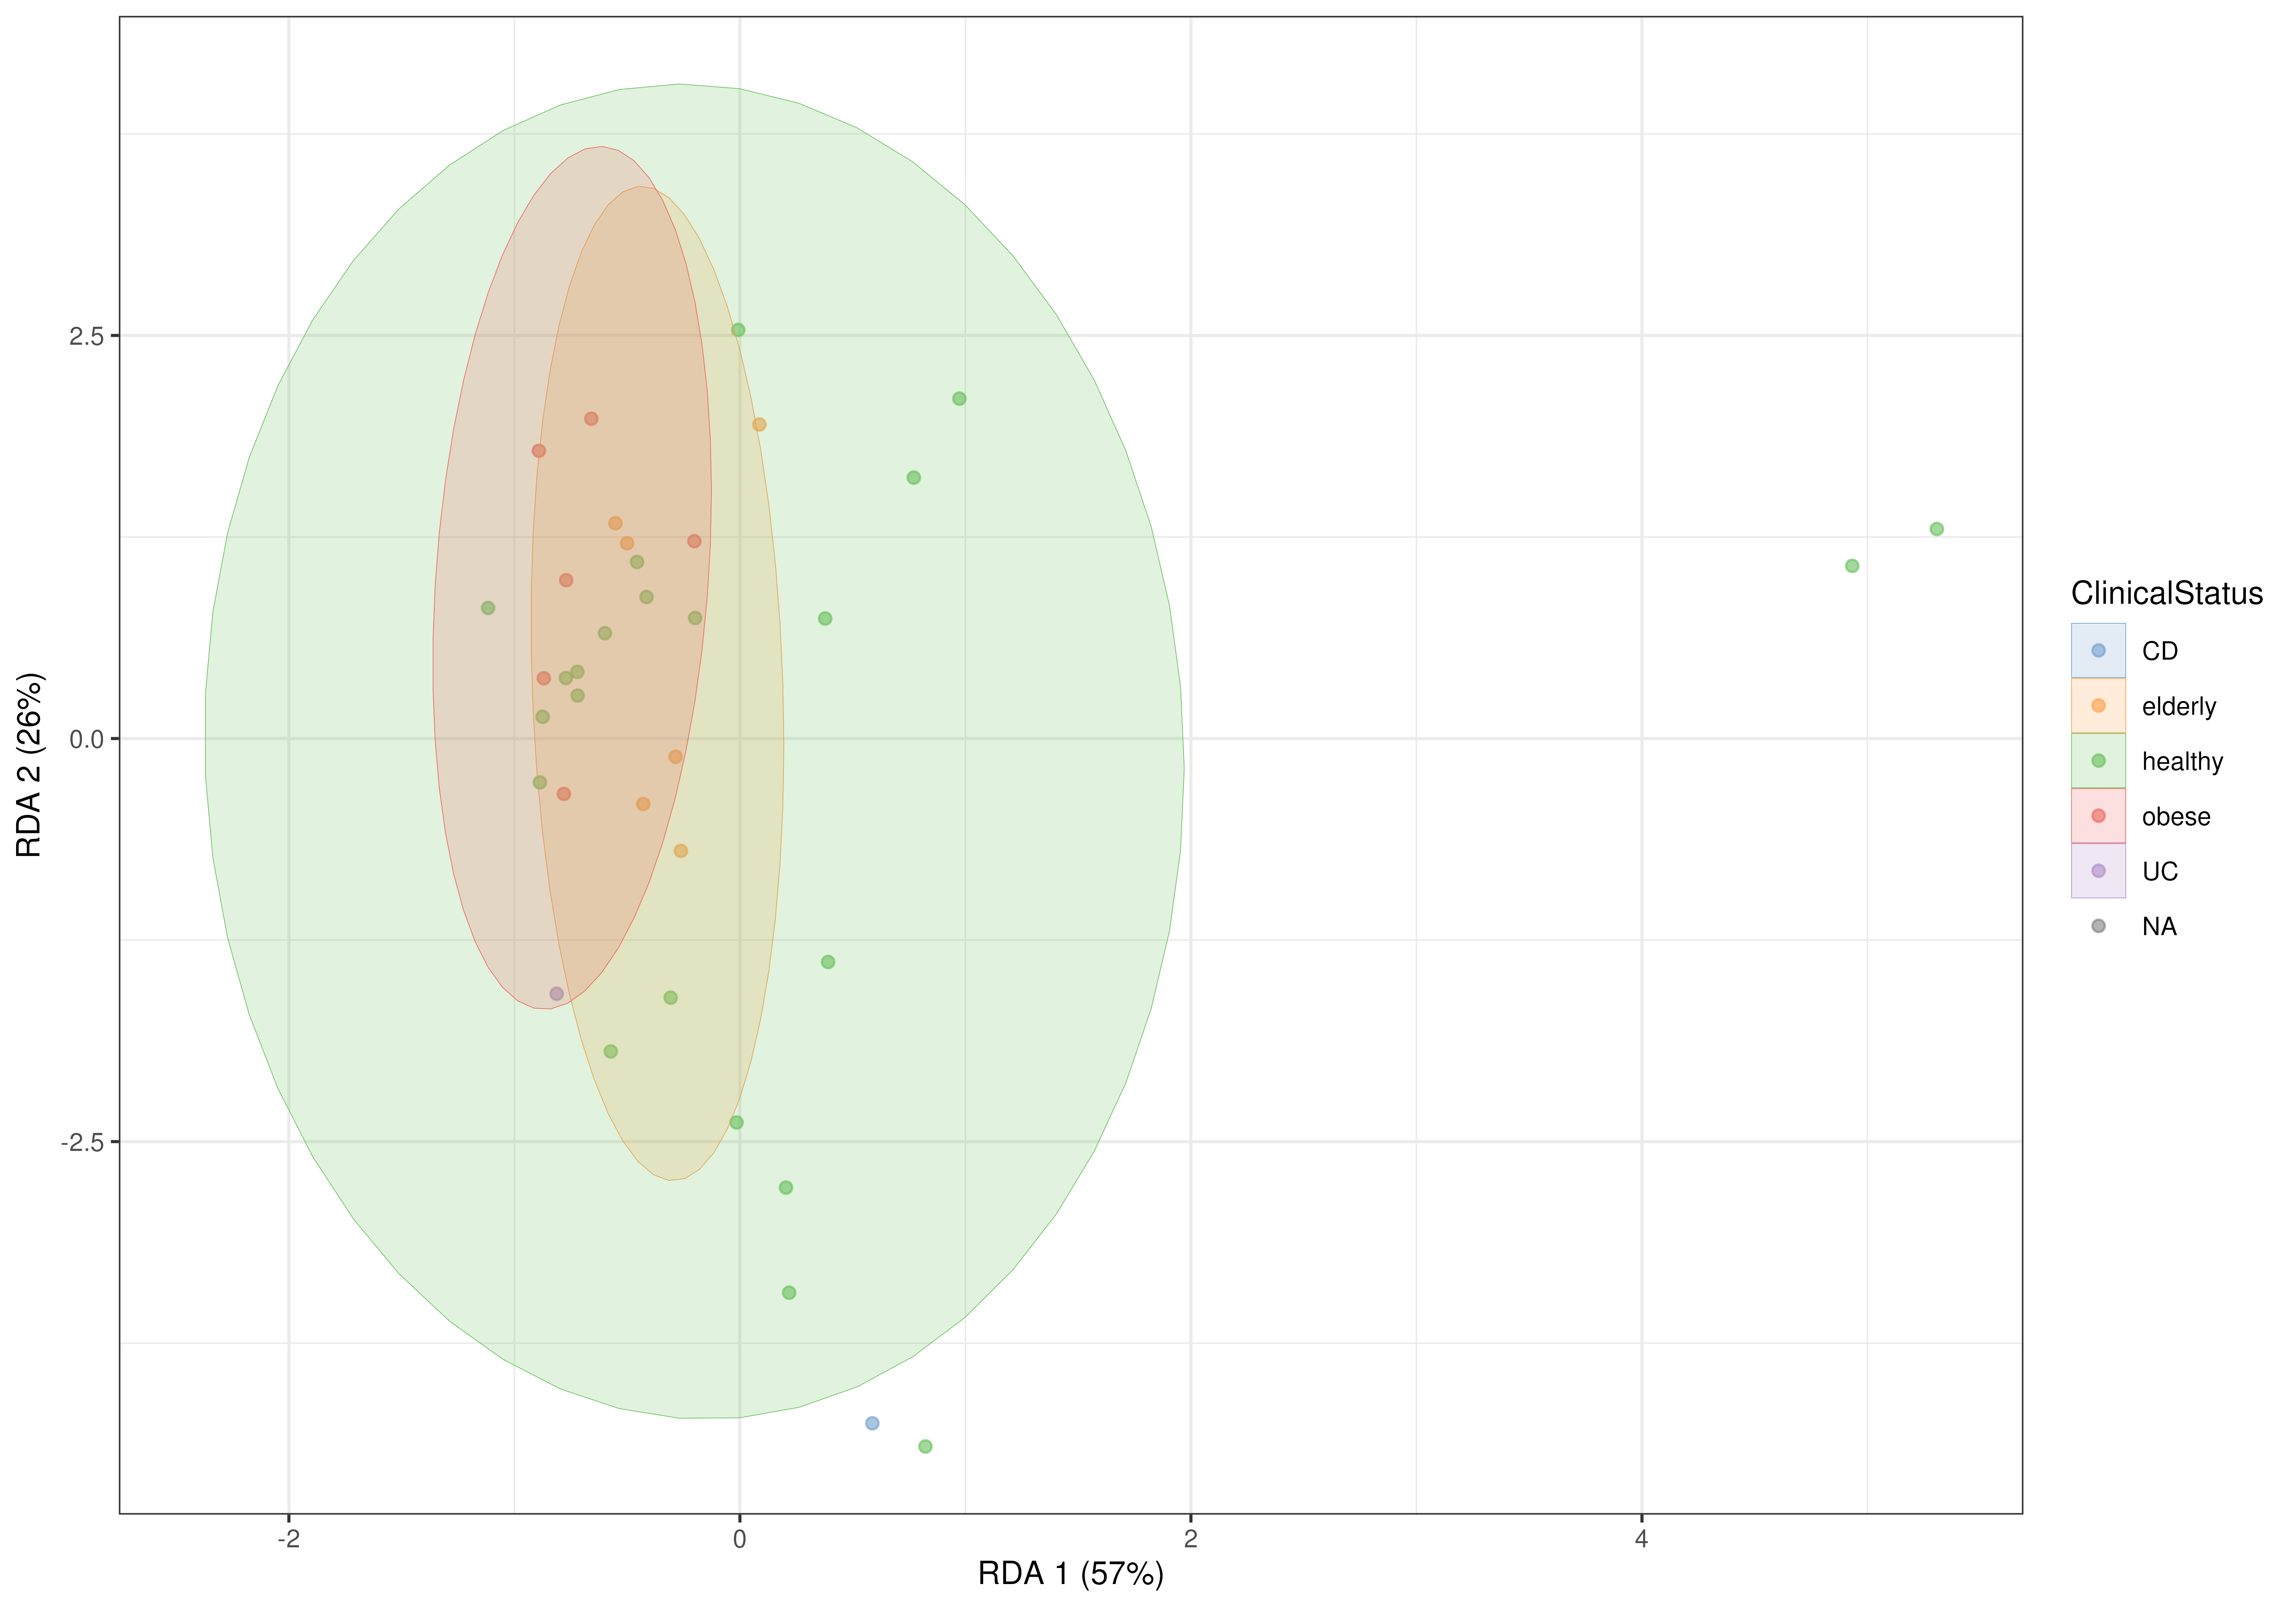 2.5
0.0
-2.5
RDA 2 (26%)
-2
0
2
4
RDA 1 (57%)
ClinicalStatus
CD
elderly
healthy
obese
UC
NA